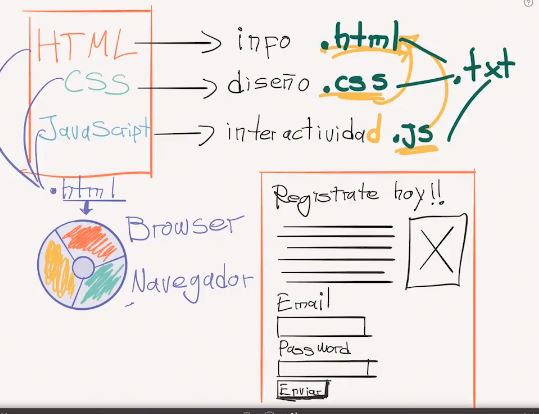 HTML → info .html
CSS → diseño .css .txt
JavaScript → interactividad .js
.html
Browser
Navegador
Registrate hoy!!
Email
Password
Enviar